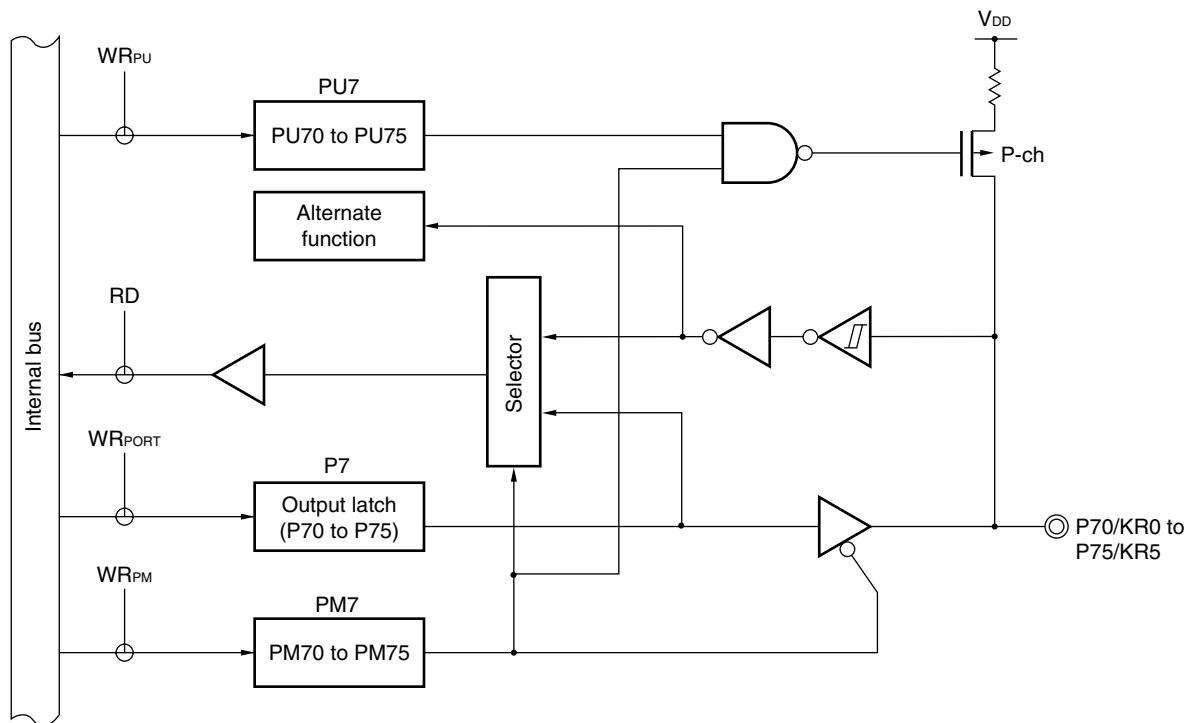 VDD
WRPU
PU7
PU70 to PU75
P-ch
Alternate
function
RD
Selector
Internal bus
WRPORT
P7
Output latch
(P70 to P75)
P70/KR0 to
P75/KR5
WRPM
PM7
PM70 to PM75